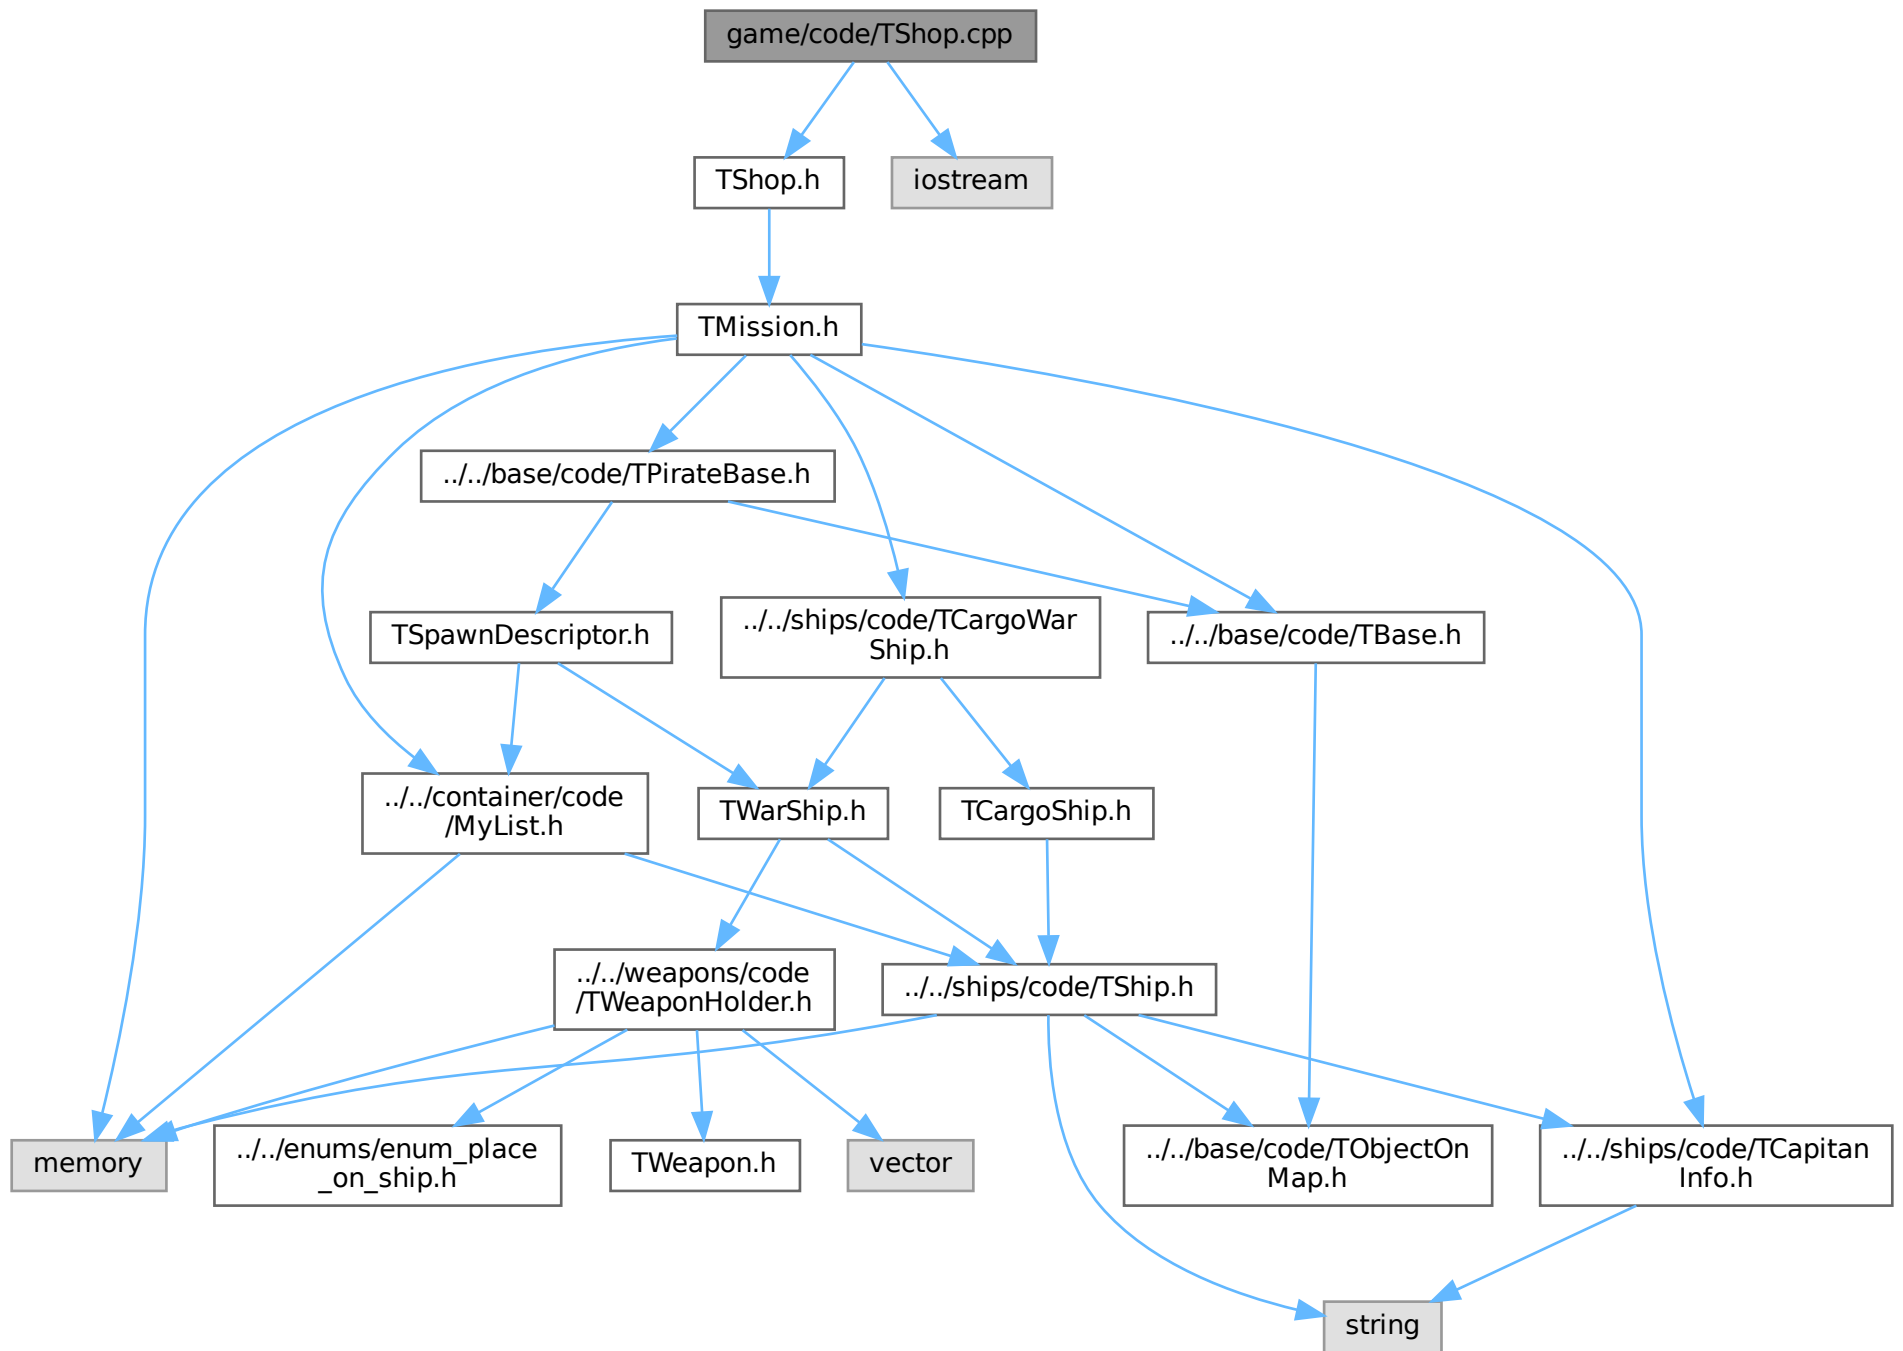 game/code/TShop.cpp
TShop.h
iostream
TMission.h
../../base/code/TPirateBase.h
TSpawnDescriptor.h
../../ships/code/TCargoWar
Ship.h
../../base/code/TBase.h
../../container/code
/MyList.h
TWarShip.h
TCargoShip.h
../../weapons/code
/TWeaponHolder.h
../../ships/code/TShip.h
memory
../../enums/enum_place
_on_ship.h
TWeapon.h
vector
../../base/code/TObjectOn
Map.h
../../ships/code/TCapitan
Info.h
string